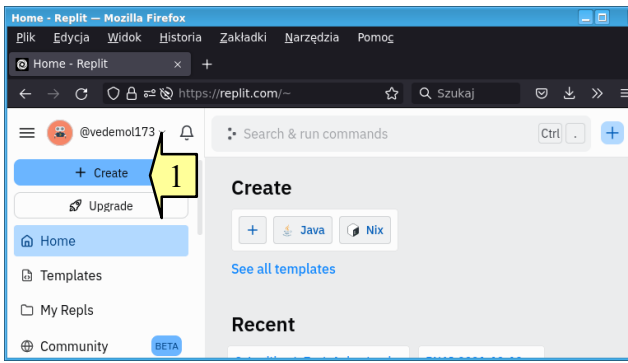 Home - Replit — Mozilla Firefox
Plik Edycja Widok Historia Zakładki Narzędzia Pomoc
Home - Replit × +
https://replit.com/~ Szukaj
@vedemol173 Search & run commands Ctrl . +
+ Create
1
Upgrade
Create
+ Java Nix
Home
See all templates
Templates
My Repls
Recent
Community BETA